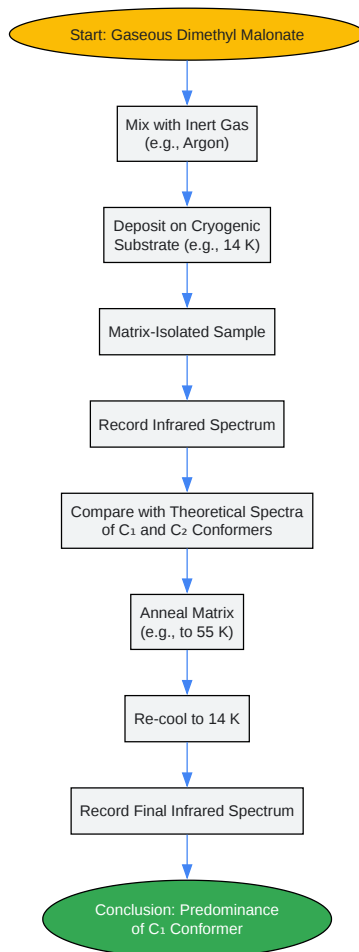 Start: Gaseous Dimethyl Malonate
Mix with Inert Gas
(e.g., Argon)
Deposit on Cryogenic
Substrate (e.g., 14 K)
Matrix-Isolated Sample
Record Infrared Spectrum
Compare with Theoretical Spectra
of C₁ and C₂ Conformers
Anneal Matrix
(e.g., to 55 K)
Re-cool to 14 K
Record Final Infrared Spectrum
Conclusion: Predominance
of C₁ Conformer